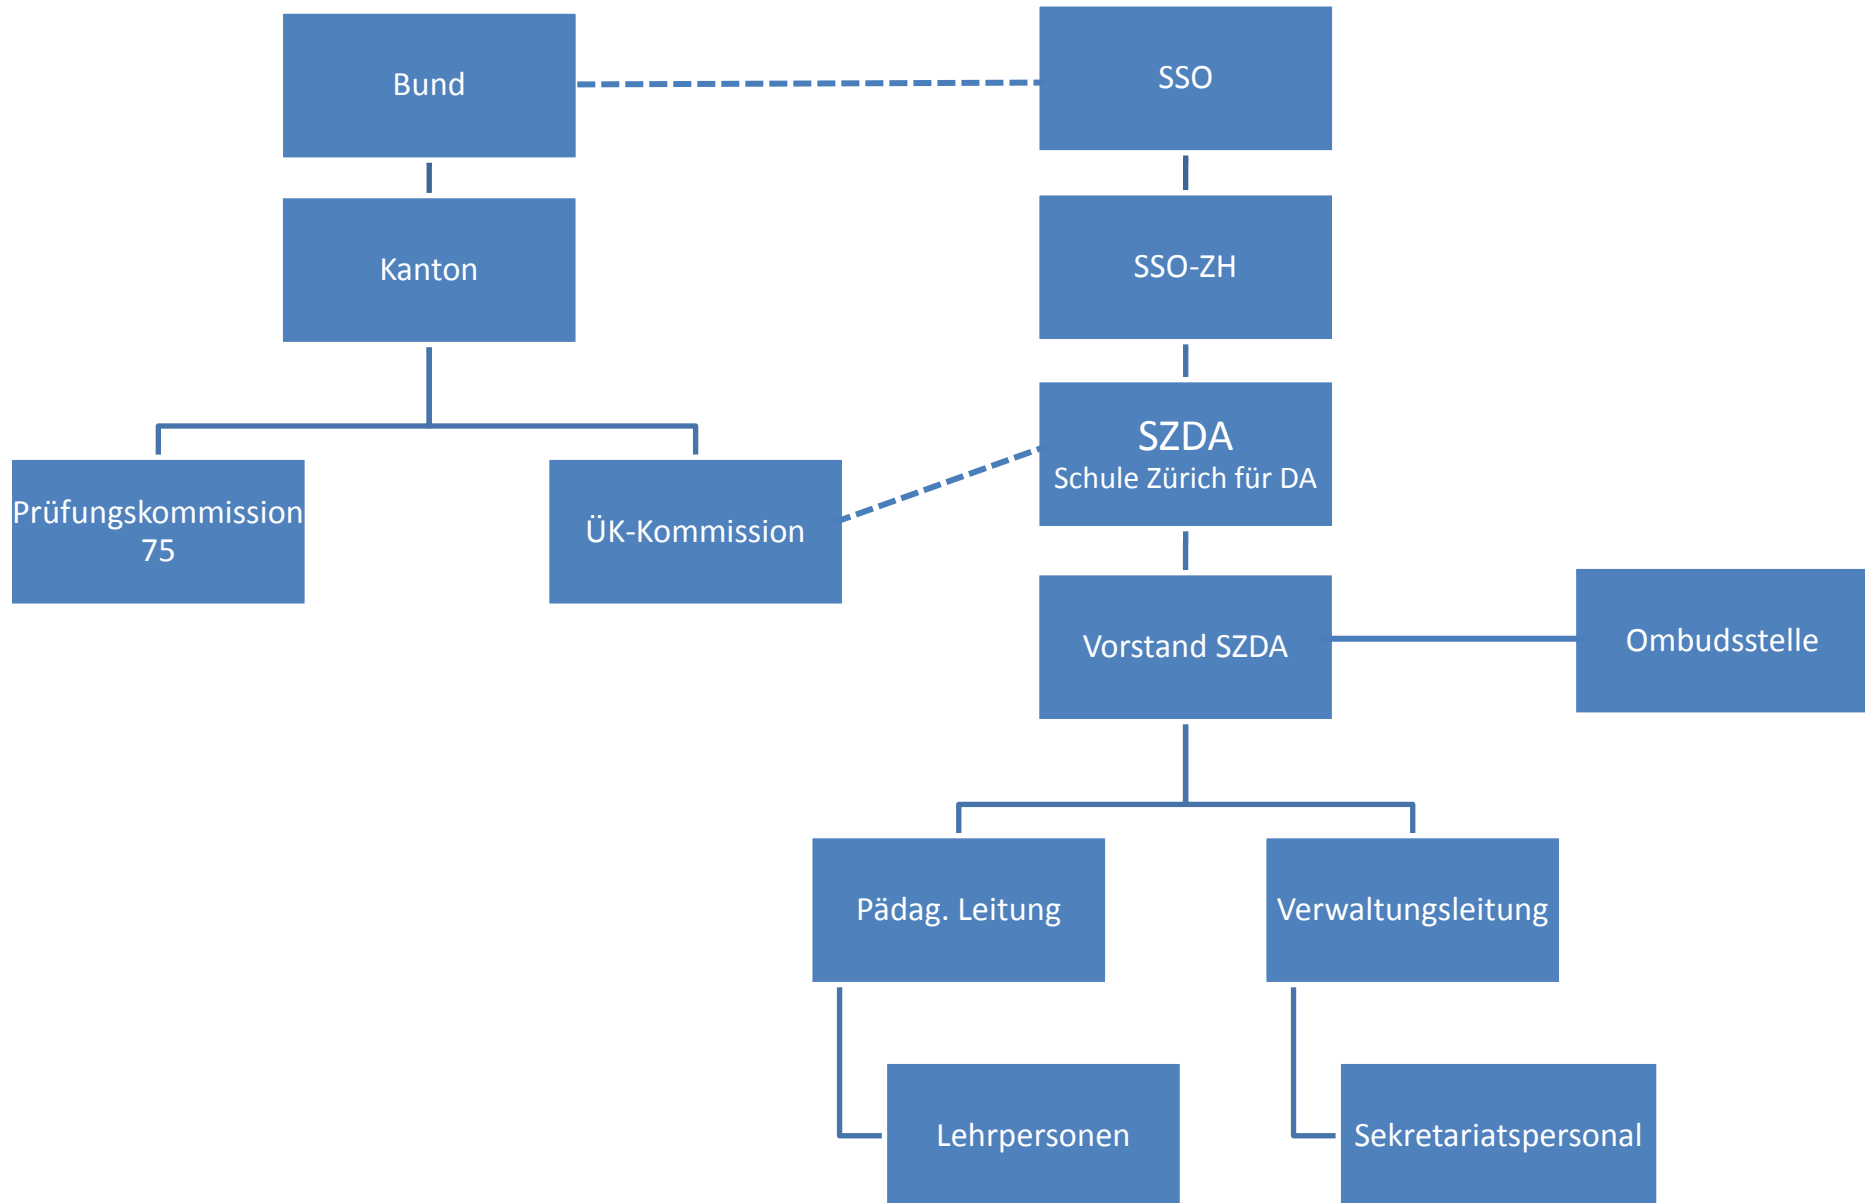 Bund
SSO
Kanton
SSO-ZH
SZDA
Schule Zürich für DA
Prüfungskommission
75
ÜK-Kommission
Vorstand SZDA
Ombudsstelle
Pädag. Leitung
Verwaltungsleitung
Lehrpersonen
Sekretariatspersonal